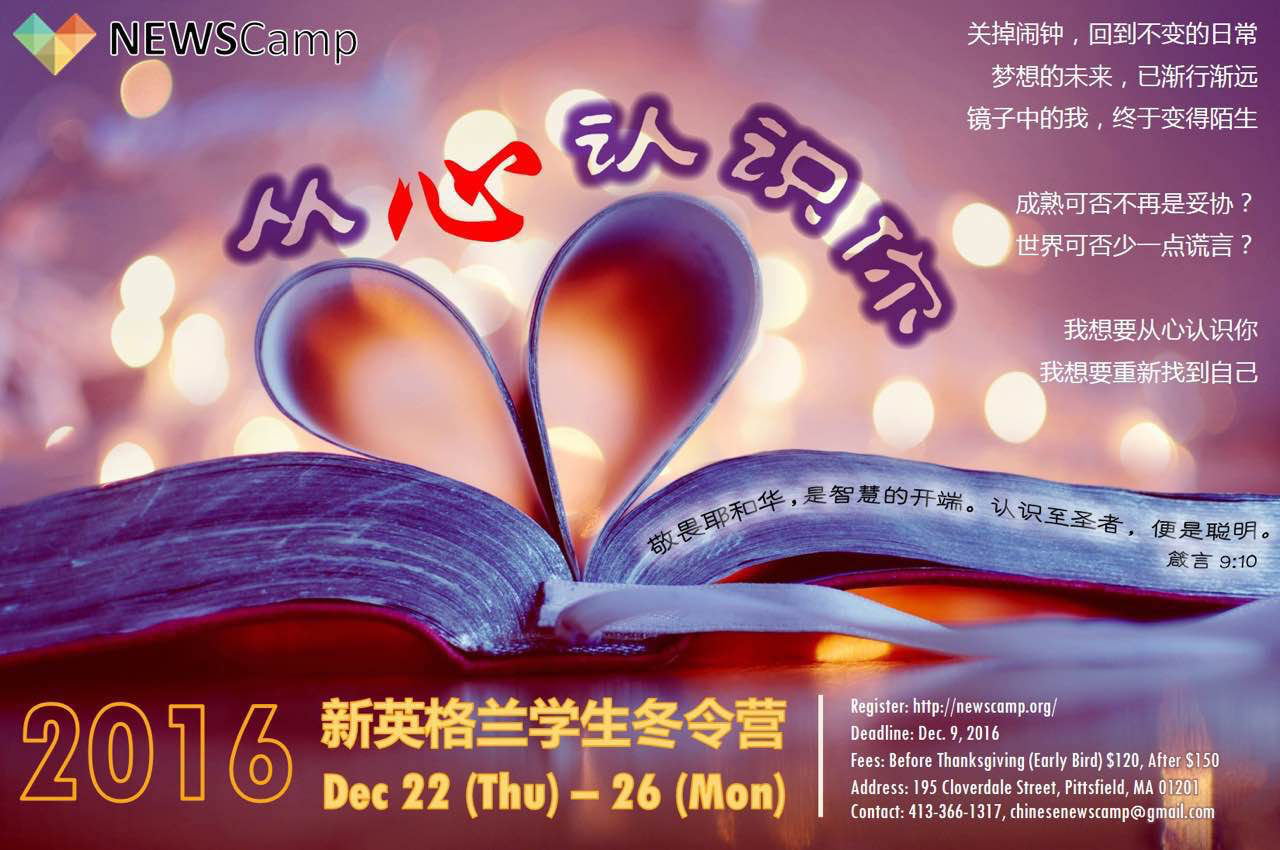 NEWSCamp
关掉闹钟，回到不变的日常
梦想的未来，已渐行渐远
镜子中的我，终于变得陌生
成熟可否不再是妥协？
世界可否少一点谎言？
我想要从心认识你
我想要重新找到自己
从心认识你
敬畏耶和华，是智慧的开端。认识至圣者，便是聪明。
箴言 9:10
2016
新英格兰学生冬令营
Dec 22 (Thu) – 26 (Mon)
Register: http://newscamp.org/
Deadline: Dec. 9, 2016
Fees: Before Thanksgiving (Early Bird) $120, After $150
Address: 195 Cloverdale Street, Pittsfield, MA 01201
Contact: 413-366-1317, chinesenewscamp@gmail.com